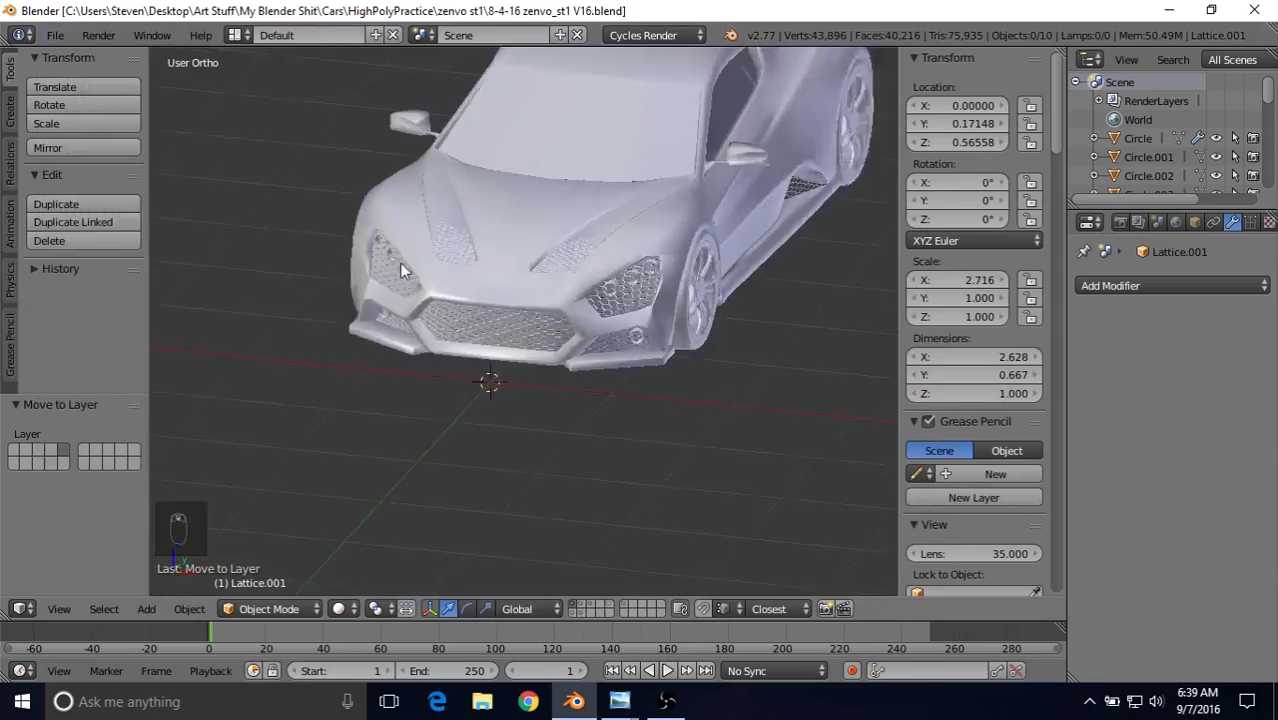 Blender [C:\Users\Steven\Desktop\Art Stuff\My Blender Shit\Cars\HighPolyPractice\zenvo st1\8-4-16 zenvo_st1 V16.blend]
File Render Window Help Default Scene Cycles Render v2.77 | Verts:43,896 | Faces:40,216 | Tris:75,935 | Objects:0/10 | Lamps:0/0 | Mem:50.49M | Lattice.001
Tools
Create
Relations
Animation
Physics
Grease Pencil
Transform
Translate
Rotate
Scale
Mirror
Edit
Duplicate
Duplicate Linked
Delete
History
Move to Layer
Layer
User Ortho
Last: Move to Layer
(1) Lattice.001
Transform
Location:
X: 0.00000
Y: 0.17148
Z: 0.56558
Rotation:
X: 0°
Y: 0°
Z: 0°
XYZ Euler
Scale:
X: 2.716
Y: 1.000
Z: 1.000
Dimensions:
X: 2.628
Y: 0.667
Z: 1.000
Grease Pencil
Scene Object
New
New Layer
View
Lens: 35.000
Lock to Object:
View Search All Scenes
Scene
RenderLayers
World
Circle
Circle.001
Circle.002
Lattice.001
Add Modifier
View Select Add Object Object Mode Global Closest
-60 -40 -20 0 20 40 60 80 100 120 140 160 180 200 220 240 260 280
View Marker Frame Playback Start: 1 End: 250 1 No Sync
Ask me anything
6:39 AM
9/7/2016